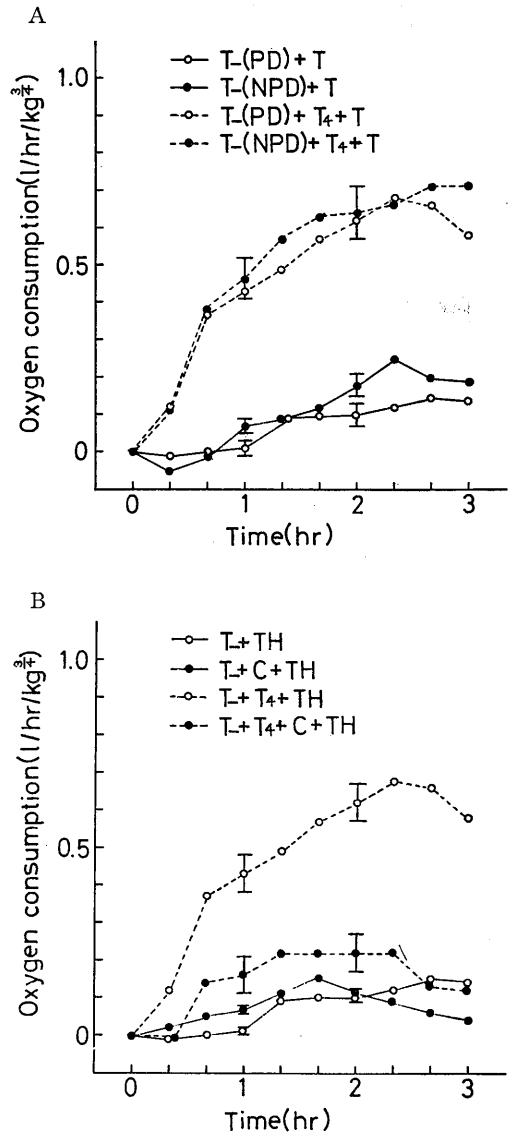 A
T-(PD)+T
T-(NPD)+T
T-(PD)+T₄+T
T-(NPD)+T₄+T
Oxygen consumption(l/hr/kg¾)
1.0
0.5
0
0 1 2 3
Time(hr)
B
T-+TH
T-+C+TH
T-+T₄+TH
T-+T₄+C+TH
Oxygen consumption(l/hr/kg¾)
1.0
0.5
0
0 1 2 3
Time(hr)